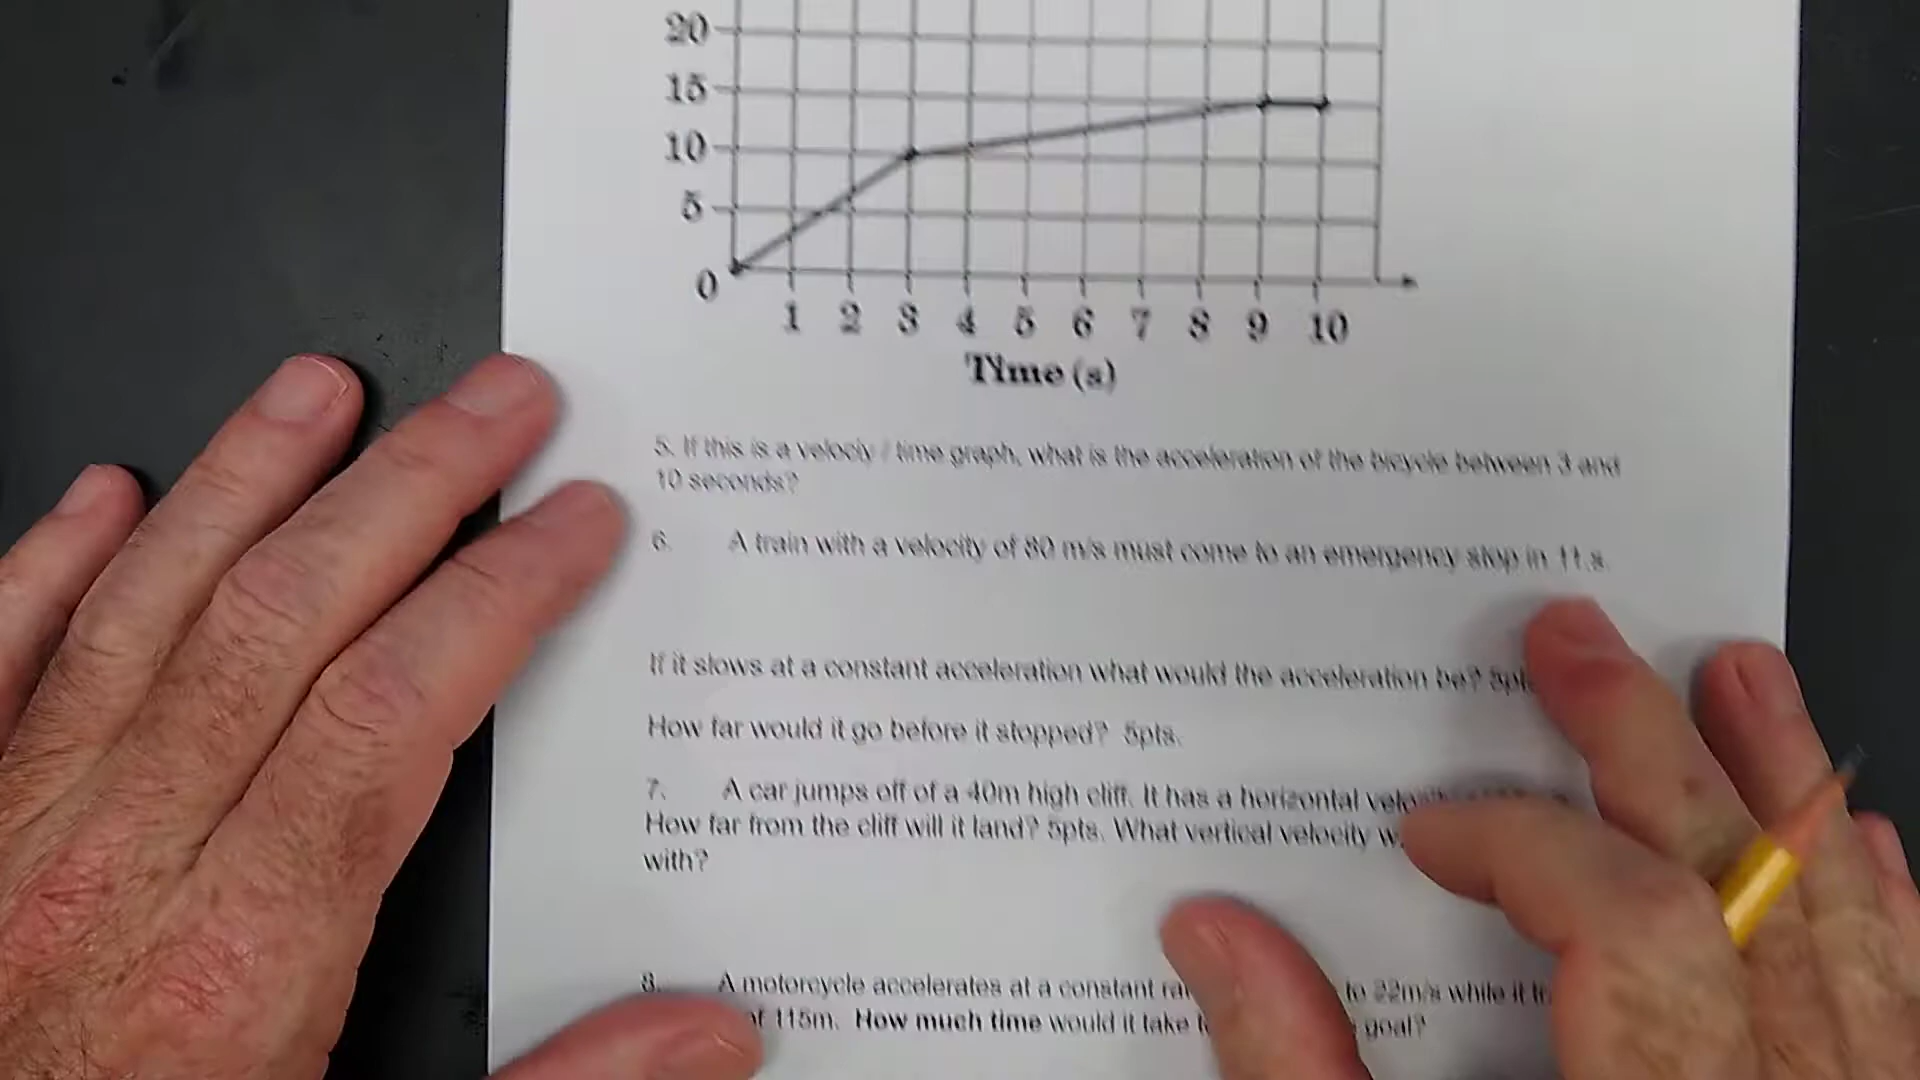 20
15
10
5
0
1 2 3 4 5 6 7 8 9 10
Time (s)
5. If this is a velociy / time graph, what is the acceleration of the bicycle between 3 and
10 seconds?
6. A train with a velocity of 80 m/s must come to an emergency stop in 11.s.
If it slows at a constant acceleration what would the acceleration be?
How far would it go before it stopped? 5pts.
7. A car jumps off of a 40m high cliff. It has a horizontal
How far from the cliff will it land? 5pts. What vertical velocity
with?
8. A motorcycle accelerates at a constant to 22m/s while it
of 115m. How much time would it take goal?